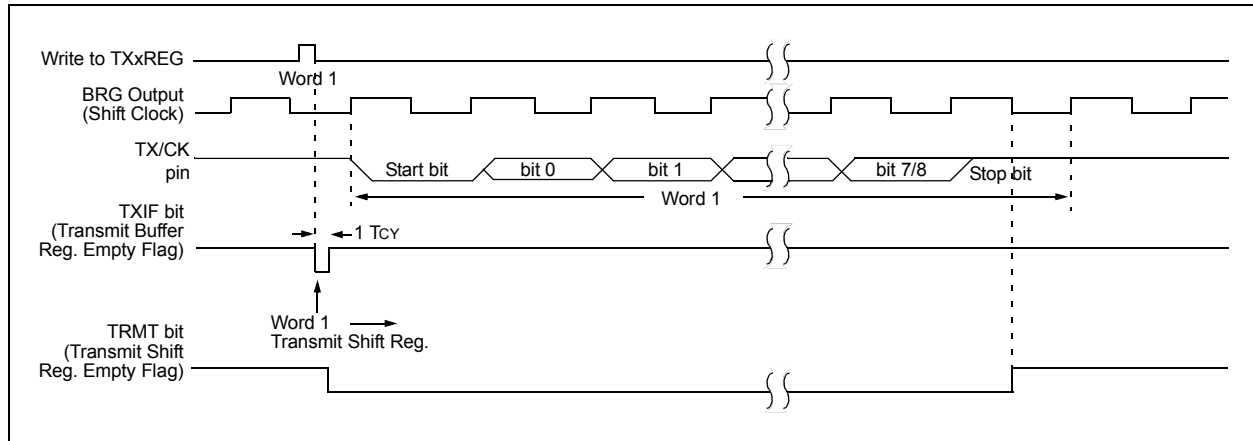 Write to TXxREG
Word 1
BRG Output
(Shift Clock)
TX/CK
pin
Start bit
bit 0
bit 1
bit 7/8
Stop bit
Word 1
TXIF bit
(Transmit Buffer
Reg. Empty Flag)
1 TCY
Word 1
Transmit Shift Reg.
TRMT bit
(Transmit Shift
Reg. Empty Flag)